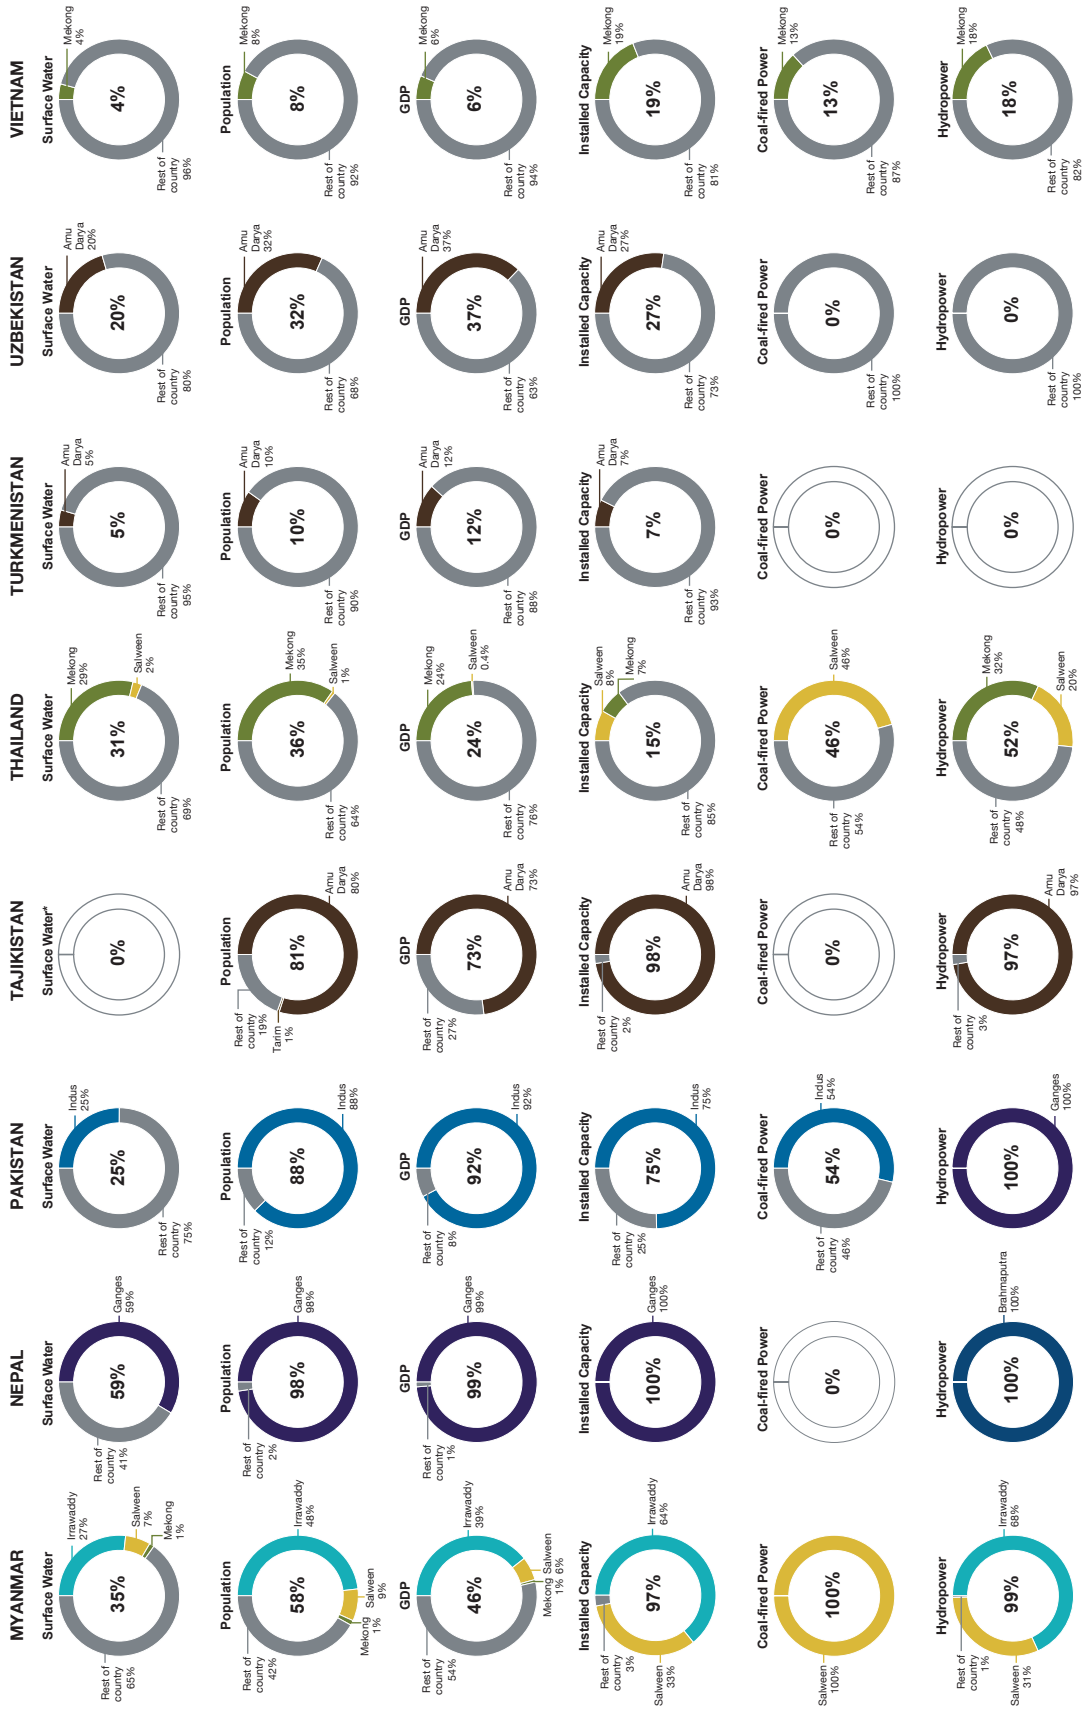 MYANMAR
NEPAL
PAKISTAN
TAJIKISTAN
THAILAND
TURKMENISTAN
UZBEKISTAN
VIETNAM
Surface Water
Irrawaddy
27%
Salween
7%
Mekong
1%
Rest of
country
65%
35%
Surface Water
Rest of
country
41%
59%
Ganges
59%
Surface Water
Indus
25%
25%
Rest of
country
75%
Surface Water*
0%
Surface Water
Mekong
29%
Salween
2%
31%
Rest of
country
69%
Surface Water
Amu
Darya
5%
5%
Rest of
country
95%
Surface Water
Amu
Darya
20%
20%
Rest of
country
80%
Surface Water
Mekong
4%
4%
Rest of
country
96%
Population
Rest of
country
42%
58%
Irrawaddy
48%
Mekong
1%
Salween
9%
Population
Rest of
country
2%
98%
Ganges
98%
Population
Rest of
country
12%
88%
Indus
88%
Population
Rest of
country
19%
Tarim
1%
81%
Amu
Darya
80%
Population
Mekong
35%
Salween
1%
36%
Rest of
country
64%
Population
Amu
Darya
10%
10%
Rest of
country
90%
Population
Amu
Darya
32%
32%
Rest of
country
68%
Population
Mekong
8%
8%
Rest of
country
92%
GDP
Rest of
country
54%
46%
Irrawaddy
39%
Mekong
1%
Salween
6%
GDP
Rest of
country
1%
99%
Ganges
99%
GDP
Rest of
country
8%
92%
Indus
92%
GDP
Rest of
country
27%
73%
Amu
Darya
73%
GDP
Mekong
24%
Salween
0.4%
24%
Rest of
country
76%
GDP
Amu
Darya
12%
12%
Rest of
country
88%
GDP
Amu
Darya
37%
37%
Rest of
country
63%
GDP
Mekong
6%
6%
Rest of
country
94%
Installed Capacity
Rest of
country
3%
97%
Irrawaddy
64%
Salween
33%
Installed Capacity
100%
Ganges
100%
Installed Capacity
Rest of
country
25%
75%
Indus
75%
Installed Capacity
Rest of
country
2%
98%
Amu
Darya
98%
Installed Capacity
Salween
8%
Mekong
7%
15%
Rest of
country
85%
Installed Capacity
Amu
Darya
7%
7%
Rest of
country
93%
Installed Capacity
Amu
Darya
27%
27%
Rest of
country
73%
Installed Capacity
Mekong
19%
19%
Rest of
country
81%
Coal-fired Power
100%
Salween
100%
Coal-fired Power
0%
Coal-fired Power
Indus
54%
54%
Rest of
country
46%
Coal-fired Power
0%
Coal-fired Power
Salween
46%
46%
Rest of
country
54%
Coal-fired Power
0%
Coal-fired Power
0%
Rest of
country
100%
Coal-fired Power
Mekong
13%
13%
Rest of
country
87%
Hydropower
Rest of
country
1%
99%
Irrawaddy
68%
Salween
31%
Hydropower
Brahmaputra
100%
100%
Hydropower
100%
Ganges
100%
Hydropower
Rest of
country
3%
97%
Amu
Darya
97%
Hydropower
Mekong
32%
52%
Rest of
country
48%
Salween
20%
Hydropower
0%
Hydropower
0%
Rest of
country
100%
Hydropower
Mekong
18%
18%
Rest of
country
82%